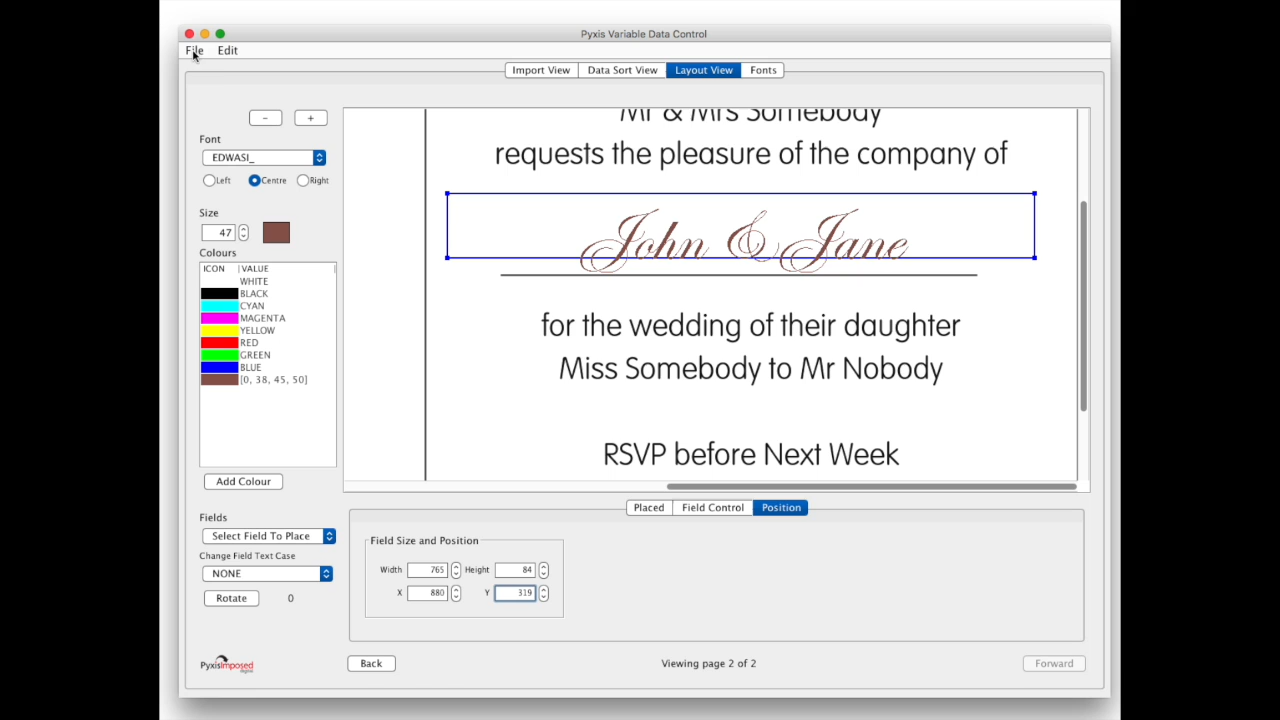 Pyxis Variable Data Control
File Edit
Import View Data Sort View Layout View Fonts
- +
Font
EDWASI_
Left Centre Right
Size
47
Colours
ICON VALUE
WHITE
BLACK
CYAN
MAGENTA
YELLOW
RED
GREEN
BLUE
[0, 38, 45, 50]
Add Colour
Fields
Select Field To Place
Change Field Text Case
NONE
Rotate 0
PyxisImposed
digital
Mr & Mrs Somebody
requests the pleasure of the company of
John & Jane
for the wedding of their daughter
Miss Somebody to Mr Nobody
RSVP before Next Week
Placed Field Control Position
Field Size and Position
Width 765 Height 84
X 880 Y 319
Back Viewing page 2 of 2 Forward